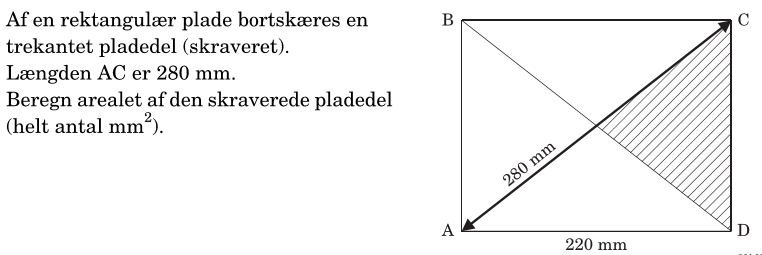 Af en rektangulær plade bortskæres en
trekantet pladedel (skraveret).
Længden AC er 280 mm.
Beregn arealet af den skraverede pladedel
(helt antal mm²).
B
C
280 mm
A
D
220 mm